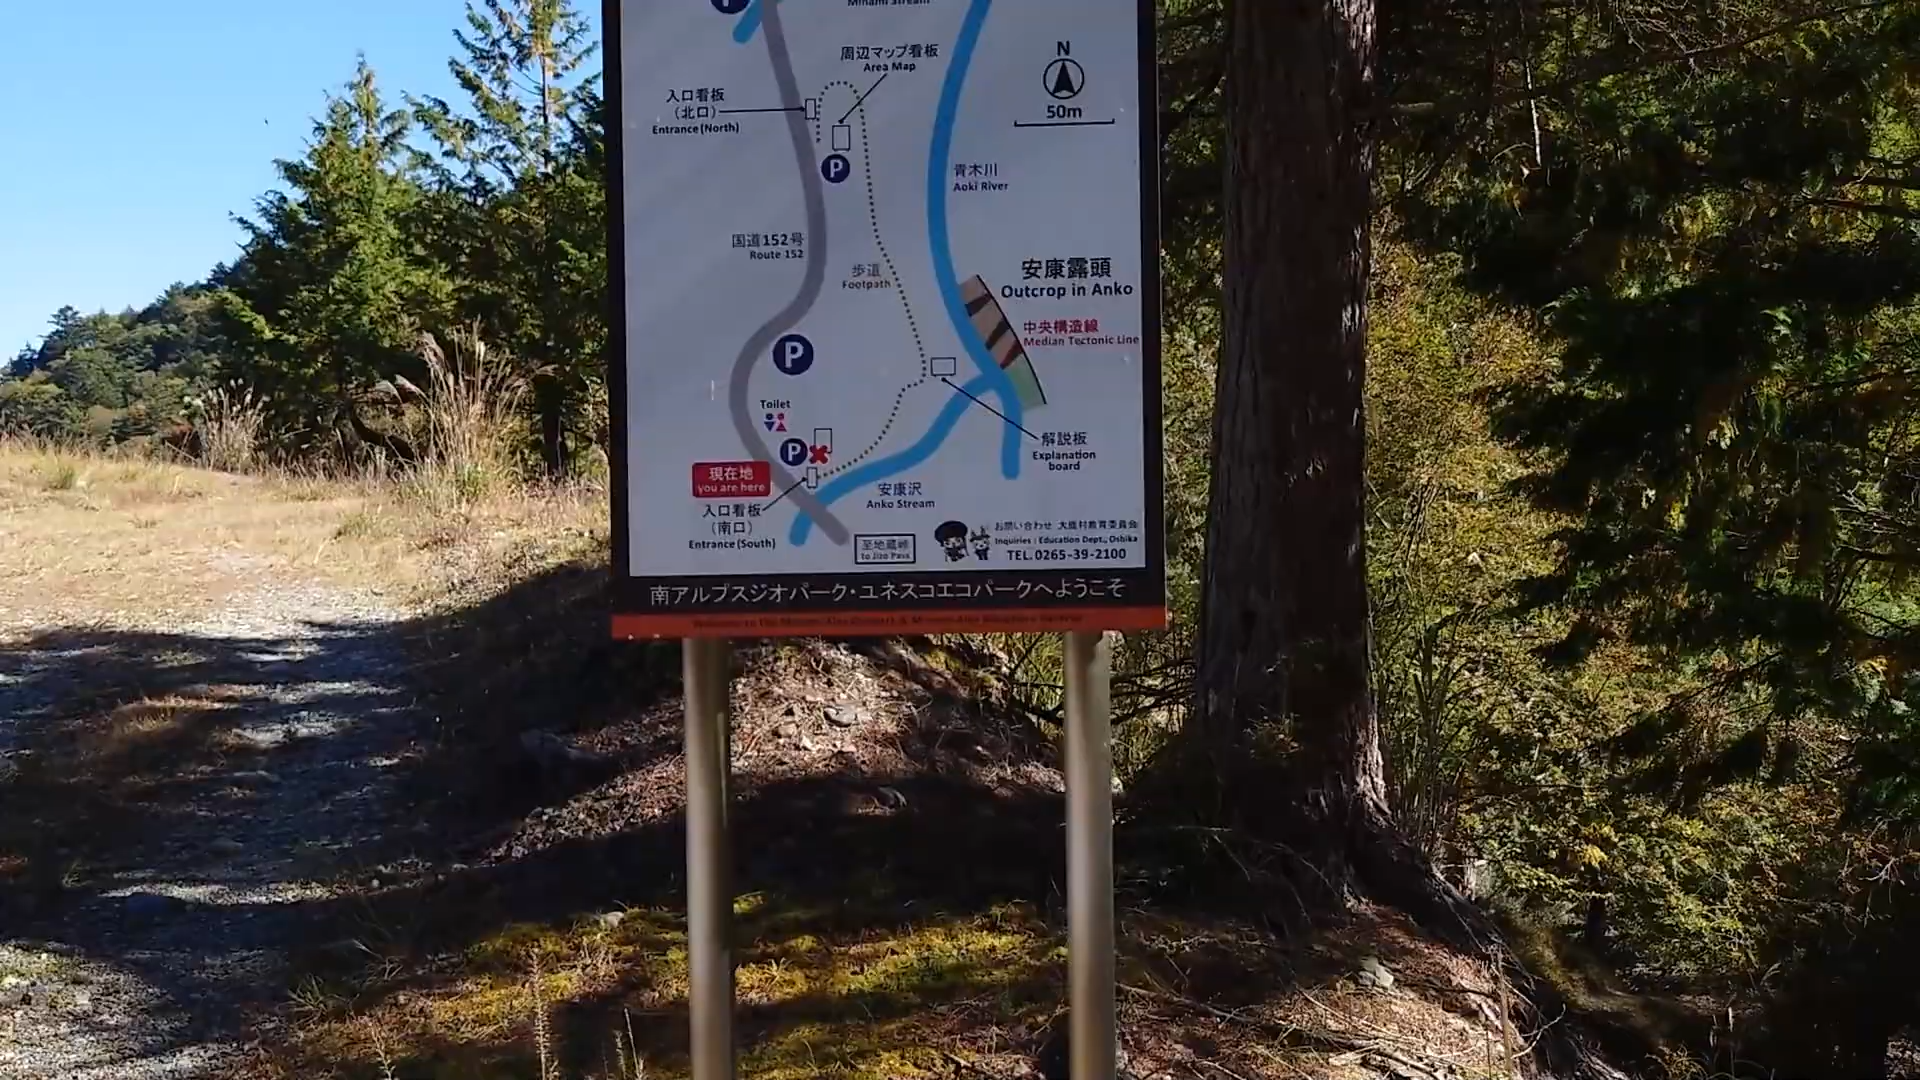 P
Minami Stream
周辺マップ看板
Area Map
N
50m
入口看板
(北口)
Entrance (North)
P
青木川
Aoki River
国道152号
Route 152
歩道
Footpath
安康露頭
Outcrop in Anko
中央構造線
Median Tectonic Line
P
Toilet
P
現在地
you are here
解説板
Explanation
board
安康沢
Anko Stream
入口看板
(南口)
Entrance (South)
至地蔵峠
to Jizo Pass
お問い合わせ 大鹿村教育委員会
Inquiries : Education Dept., Oshika
TEL.0265-39-2100
南アルプスジオパーク・ユネスコエコパークへようこそ